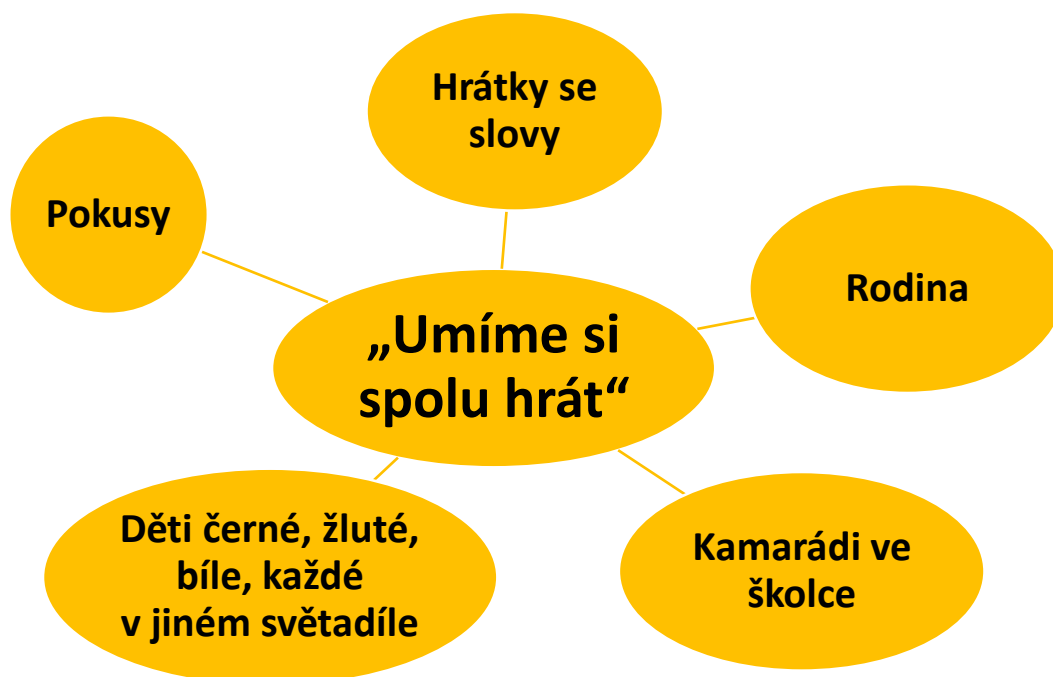 Hrátky se
slovy
Pokusy
Rodina
„Umíme si
spolu hrát“
Děti černé, žluté,
bíle, každé
v jiném světadíle
Kamarádi ve
školce